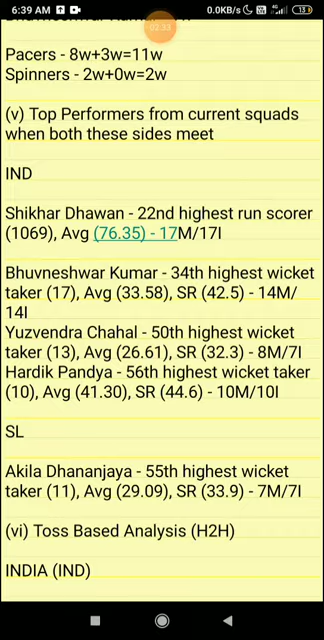 6:39 AM
0.0KB/s
4G
13
02:33
Pacers - 8w+3w=11w
Spinners - 2w+0w=2w
(v) Top Performers from current squads
when both these sides meet
IND
Shikhar Dhawan - 22nd highest run scorer
(1069), Avg (76.35) - 17M/17I
Bhuvneshwar Kumar - 34th highest wicket
taker (17), Avg (33.58), SR (42.5) - 14M/
14I
Yuzvendra Chahal - 50th highest wicket
taker (13), Avg (26.61), SR (32.3) - 8M/7I
Hardik Pandya - 56th highest wicket taker
(10), Avg (41.30), SR (44.6) - 10M/10I
SL
Akila Dhananjaya - 55th highest wicket
taker (11), Avg (29.09), SR (33.9) - 7M/7I
(vi) Toss Based Analysis (H2H)
INDIA (IND)